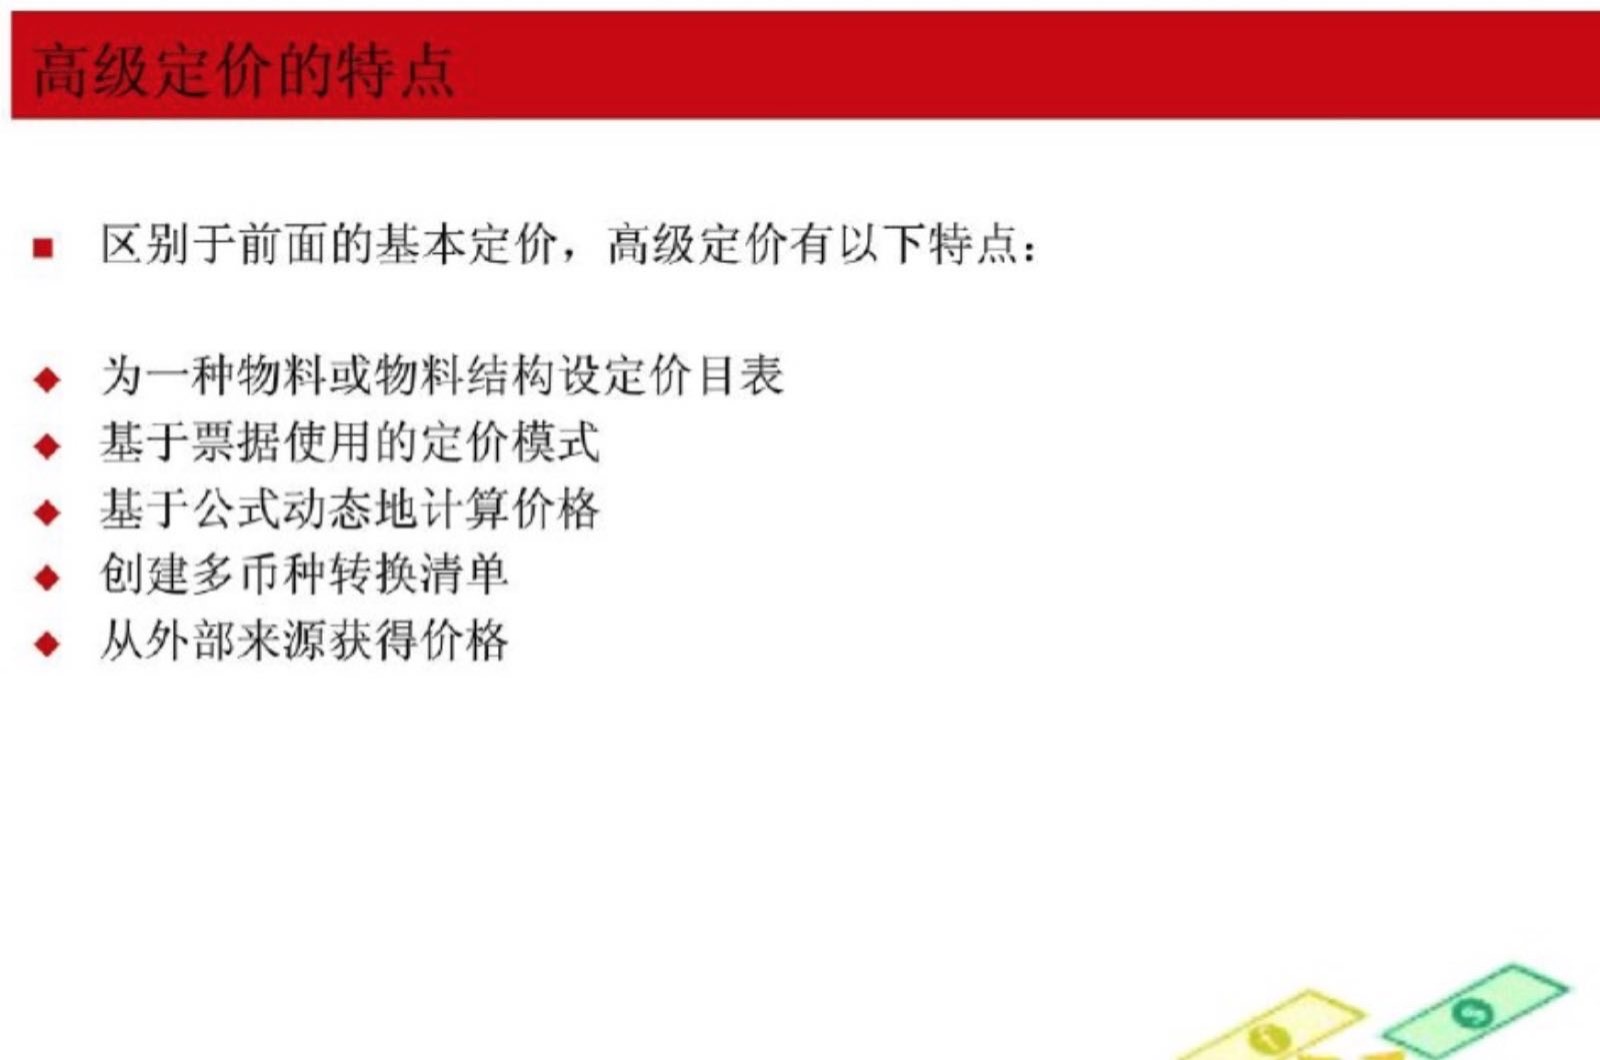 高级定价的特点
区别于前面的基本定价，高级定价有以下特点：
为一种物料或物料结构设定价目表
基于票据使用的定价模式
基于公式动态地计算价格
创建多币种转换清单
从外部来源获得价格